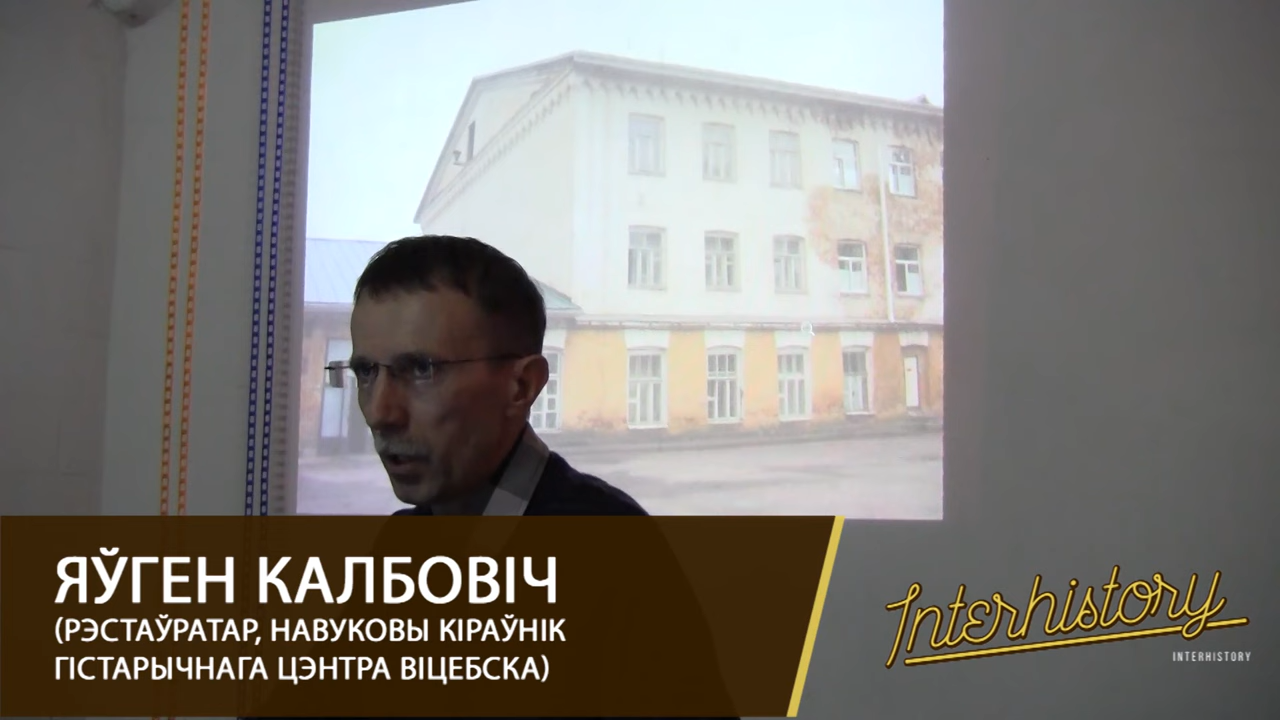 ЯЎГЕН КАЛБОВІЧ
(РЭСТАЎРАТАР, НАВУКОВЫ КІРАЎНІК
ГІСТАРЫЧНАГА ЦЭНТРА ВІЦЕБСКА)
Interhistory
INTERHISTORY